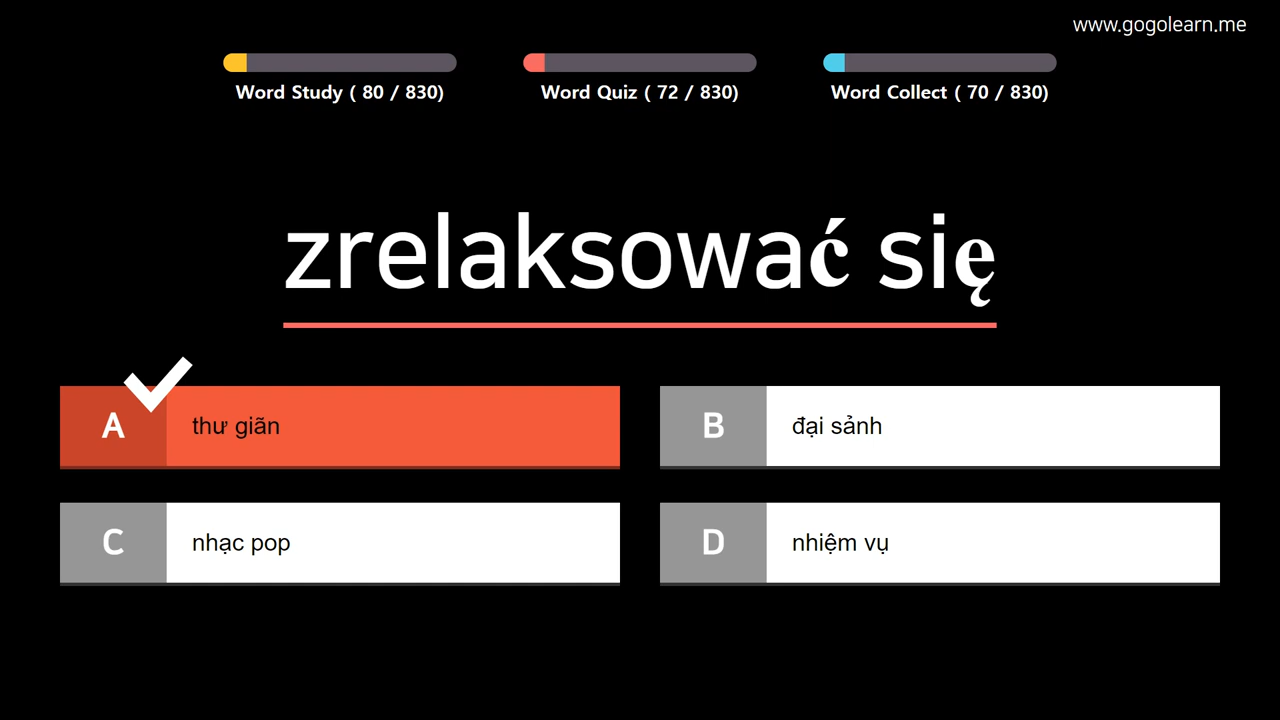 www.gogolearn.me
Word Study ( 80 / 830)
Word Quiz ( 72 / 830)
Word Collect ( 70 / 830)
zrelaksować się
A thư giãn
B đại sảnh
C nhạc pop
D nhiệm vụ